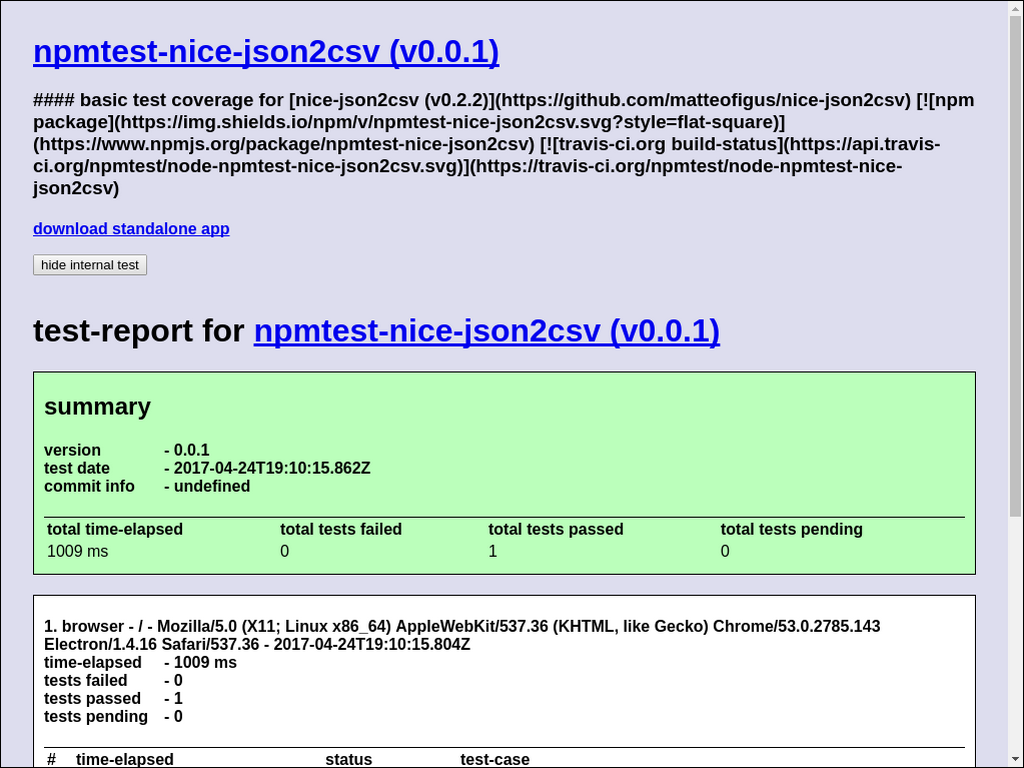 npmtest-nice-json2csv (v0.0.1)
#### basic test coverage for [nice-json2csv (v0.2.2)](https://github.com/matteofigus/nice-json2csv) [![npm
package](https://img.shields.io/npm/v/npmtest-nice-json2csv.svg?style=flat-square)]
(https://www.npmjs.org/package/npmtest-nice-json2csv) [![travis-ci.org build-status](https://api.travis-
ci.org/npmtest/node-npmtest-nice-json2csv.svg)](https://travis-ci.org/npmtest/node-npmtest-nice-
json2csv)
download standalone app
hide internal test
test-report for npmtest-nice-json2csv (v0.0.1)
summary
version - 0.0.1
test date - 2017-04-24T19:10:15.862Z
commit info - undefined
total time-elapsed total tests failed total tests passed total tests pending
1009 ms 0 1 0
1. browser - / - Mozilla/5.0 (X11; Linux x86_64) AppleWebKit/537.36 (KHTML, like Gecko) Chrome/53.0.2785.143
Electron/1.4.16 Safari/537.36 - 2017-04-24T19:10:15.804Z
time-elapsed - 1009 ms
tests failed - 0
tests passed - 1
tests pending - 0
# time-elapsed status test-case